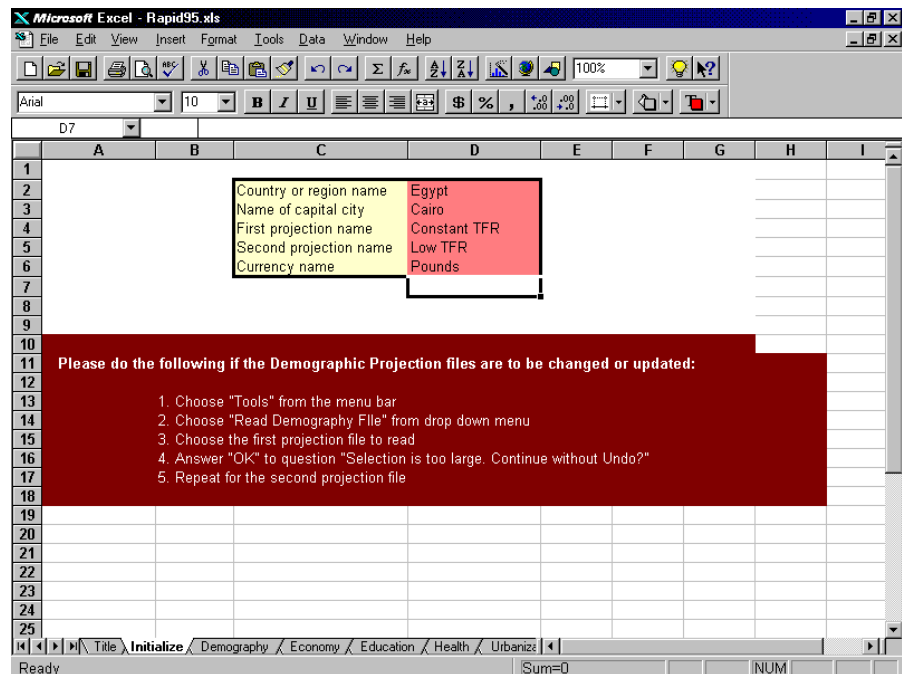 Microsoft Excel - Rapid95.xls
File Edit View Insert Format Tools Data Window Help
100%
Arial 10 B I U $ % ,
D7
A B C D E F G H I
1
2 Country or region name Egypt
3 Name of capital city Cairo
4 First projection name Constant TFR
5 Second projection name Low TFR
6 Currency name Pounds
7
8
9
10
11 Please do the following if the Demographic Projection files are to be changed or updated:
12
13 1. Choose "Tools" from the menu bar
14 2. Choose "Read Demography FIle" from drop down menu
15 3. Choose the first projection file to read
16 4. Answer "OK" to question "Selection is too large. Continue without Undo?"
17 5. Repeat for the second projection file
18
19
20
21
22
23
24
25
Title Initialize Demography Economy Education Health Urbaniza
Ready Sum=0 NUM